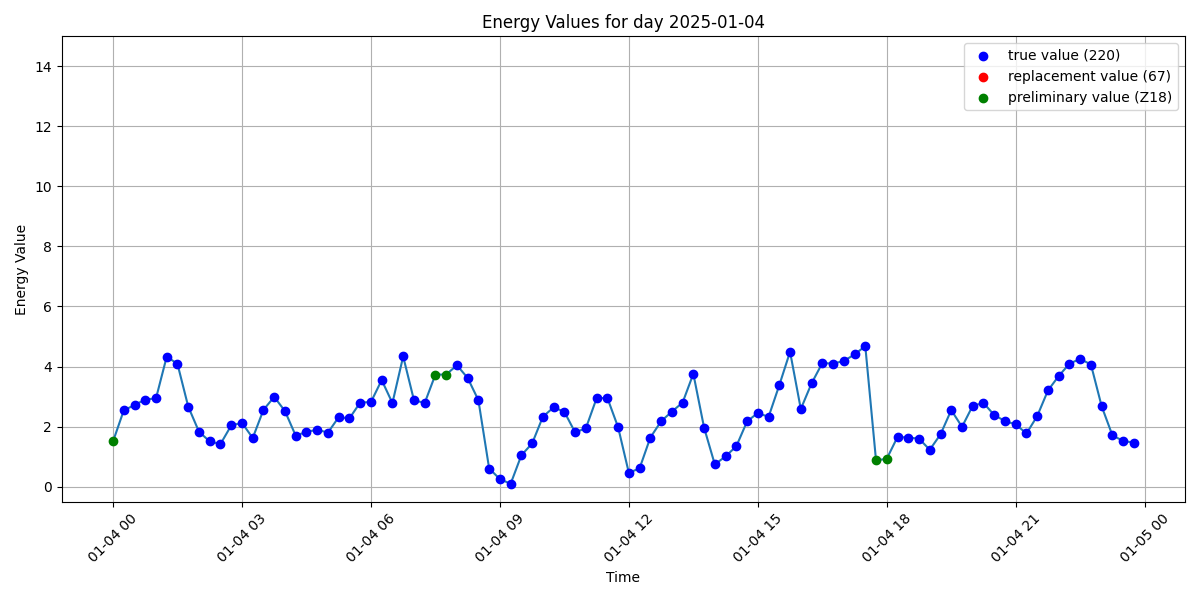 Energy Values for day 2025-01-04
true value (220)
replacement value (67)
preliminary value (Z18)
Energy Value
14
12
10
8
6
4
2
0
01-04 00
01-04 03
01-04 06
01-04 09
01-04 12
01-04 15
01-04 18
01-04 21
01-05 00
Time